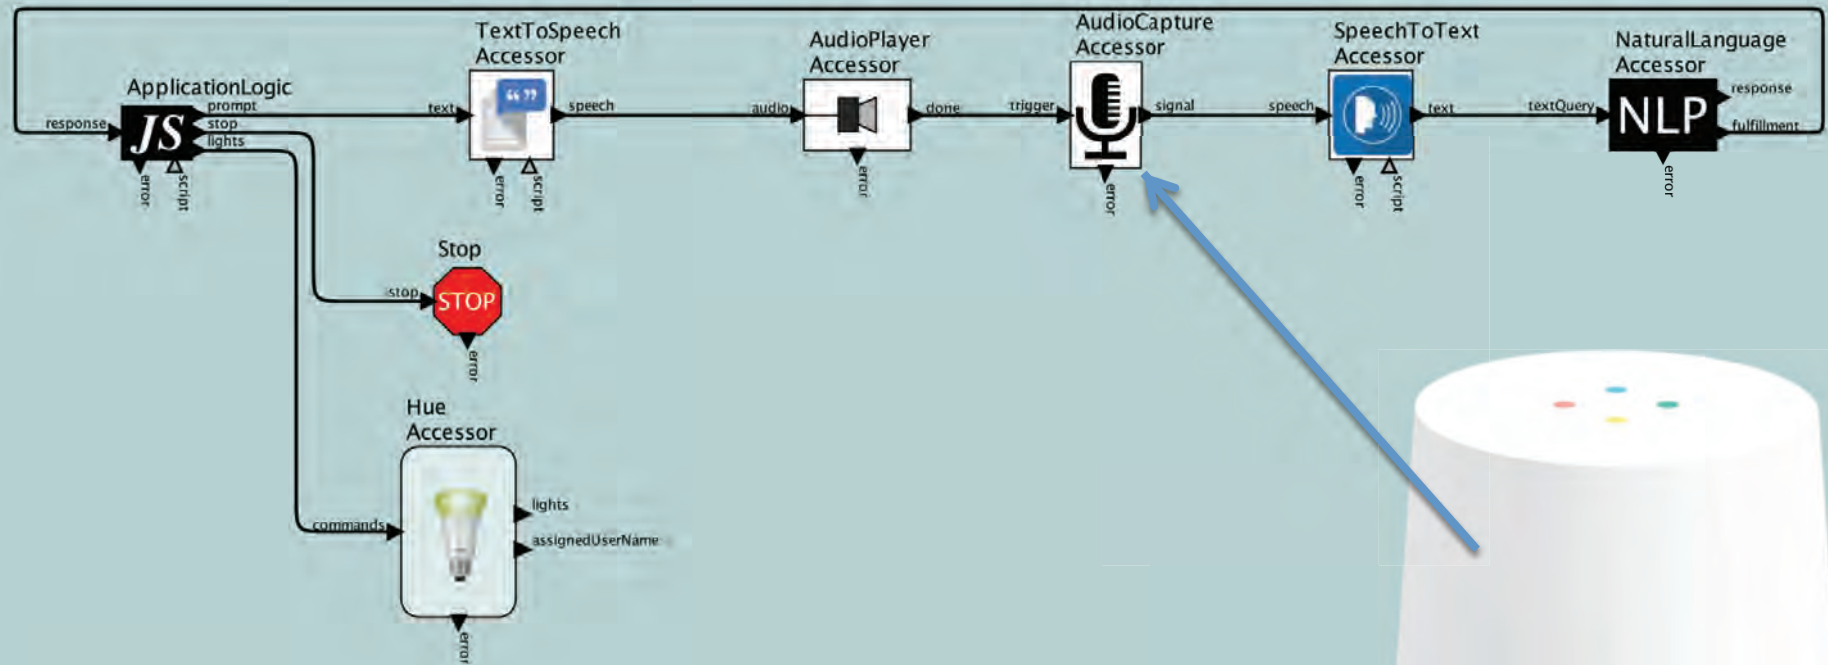 TextToSpeech
Accessor
AudioPlayer
Accessor
AudioCapture
Accessor
SpeechToText
Accessor
NaturalLanguage
Accessor
ApplicationLogic
response
JS
prompt
stop
lights
error
script
text
“ ”
speech
error
script
audio
done
error
trigger
signal
error
speech
text
error
script
textQuery
NLP
response
fulfillment
error
Stop
stop
STOP
error
Hue
Accessor
commands
lights
assignedUserName
error